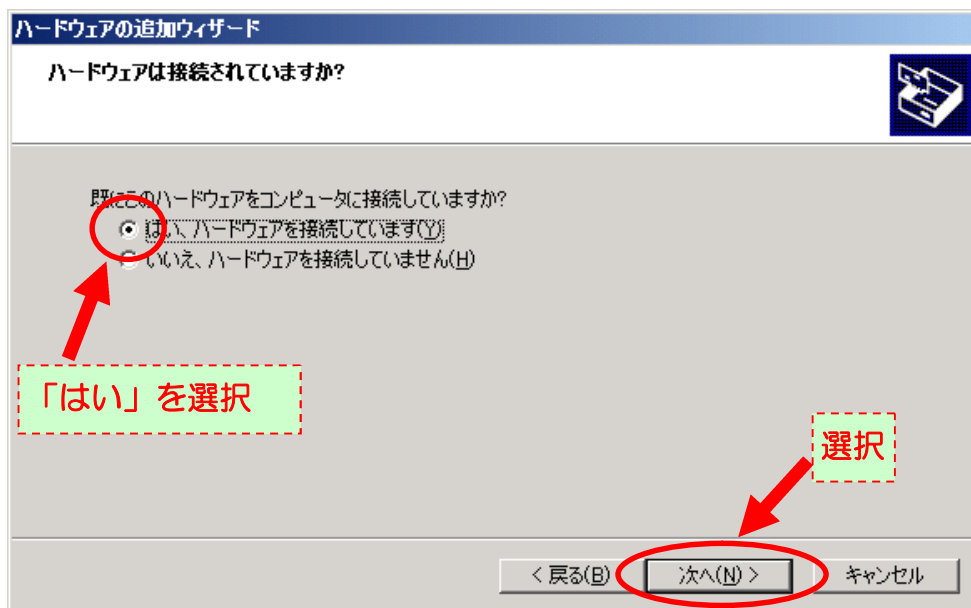 ハードウェアの追加ウィザード
ハードウェアは接続されていますか?
既にこのハードウェアをコンピュータに接続していますか?
はい、ハードウェアを接続しています(Y)
いいえ、ハードウェアを接続していません(H)
「はい」を選択
選択
< 戻る(B)
次へ(N) >
キャンセル